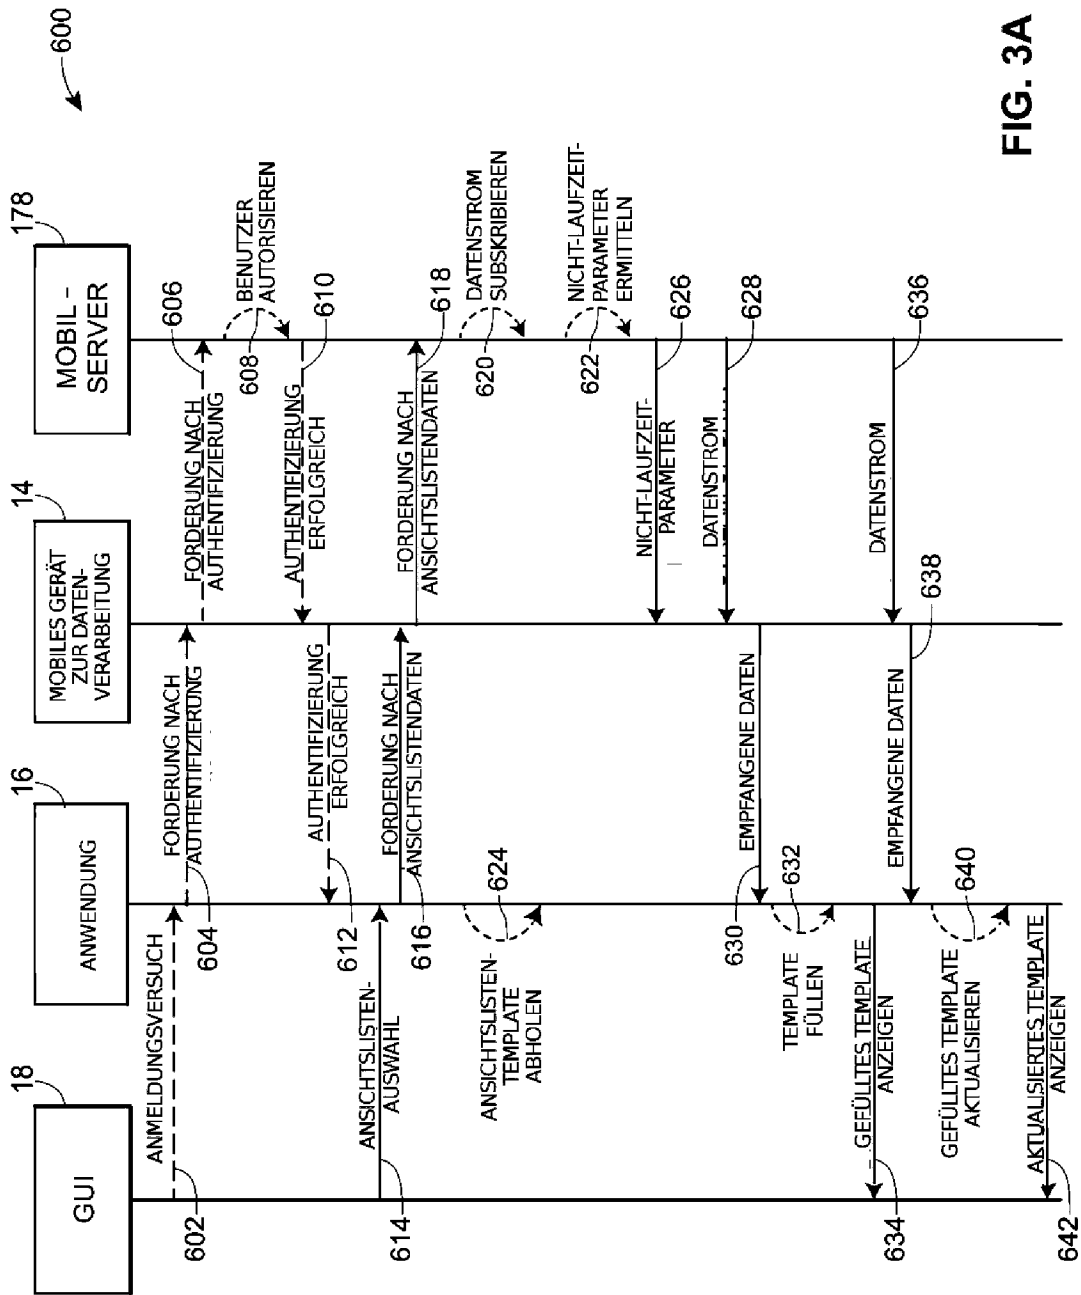 600
18
16
14
178
GUI
ANWENDUNG
MOBILES GERÄT
ZUR DATEN-
VERARBEITUNG
MOBIL –
SERVER
602
ANMELDUNGSVERSUCH
604
FORDERUNG NACH
AUTHENTIFIZIERUNG
FORDERUNG NACH
AUTHENTIFIZIERUNG
606
608
BENUTZER
AUTORISIEREN
AUTHENTIFIZIERUNG
ERFOLGREICH
610
612
AUTHENTIFIZIERUNG
ERFOLGREICH
614
ANSICHTSLISTEN-
AUSWAHL
616
FORDERUNG NACH
ANSICHTSLISTENDATEN
FORDERUNG NACH
ANSICHTSLISTENDATEN
618
620
DATENSTROM
SUBSKRIBIEREN
ANSICHTSLISTEN-
TEMPLATE
ABHOLEN
624
622
NICHT-LAUFZEIT-
PARAMETER
ERMITTELN
NICHT-LAUFZEIT-
PARAMETER
626
DATENSTROM
628
630
EMPFANGENE DATEN
TEMPLATE
FÜLLEN
632
634
GEFÜLLTES TEMPLATE
ANZEIGEN
DATENSTROM
636
EMPFANGENE DATEN
638
GEFÜLLTES TEMPLATE
AKTUALISIEREN
640
642
AKTUALISIERTES TEMPLATE
ANZEIGEN
FIG. 3A